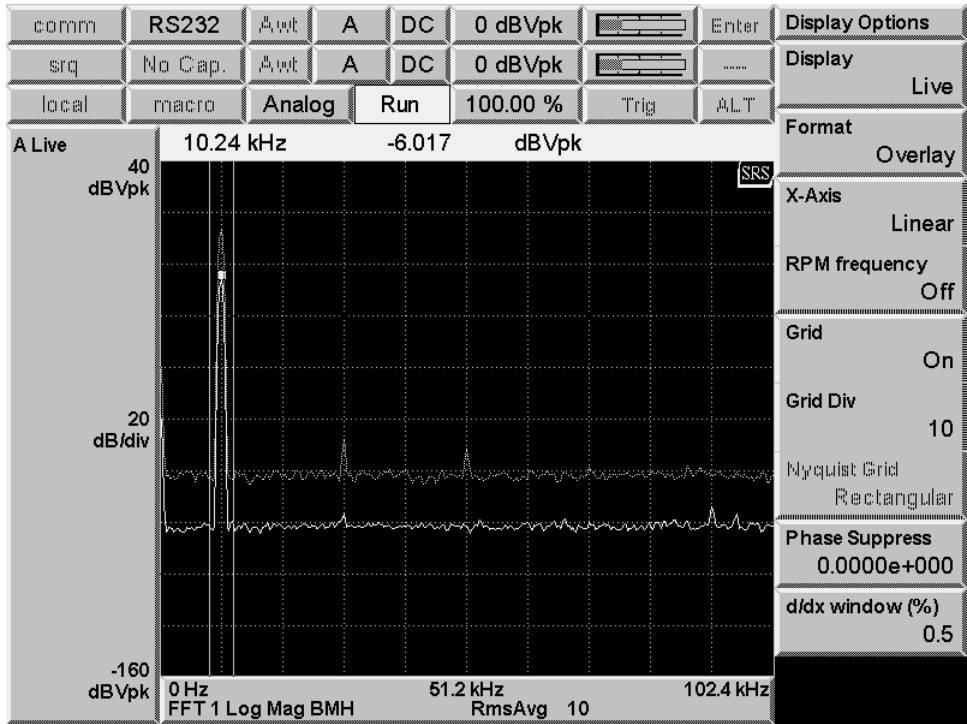 comm RS232 Awt A DC 0 dBVpk Enter
srq No Cap. Awt A DC 0 dBVpk ----
local macro Analog Run 100.00 % Trig ALT
A Live
10.24 kHz -6.017 dBVpk
40
dBVpk
SRS
20
dB/div
-160
dBVpk
0 Hz 51.2 kHz 102.4 kHz
FFT 1 Log Mag BMH RmsAvg 10
Display Options
Display
Live
Format
Overlay
X-Axis
Linear
RPM frequency
Off
Grid
On
Grid Div
10
Nyquist Grid
Rectangular
Phase Suppress
0.0000e+000
d/dx window (%)
0.5